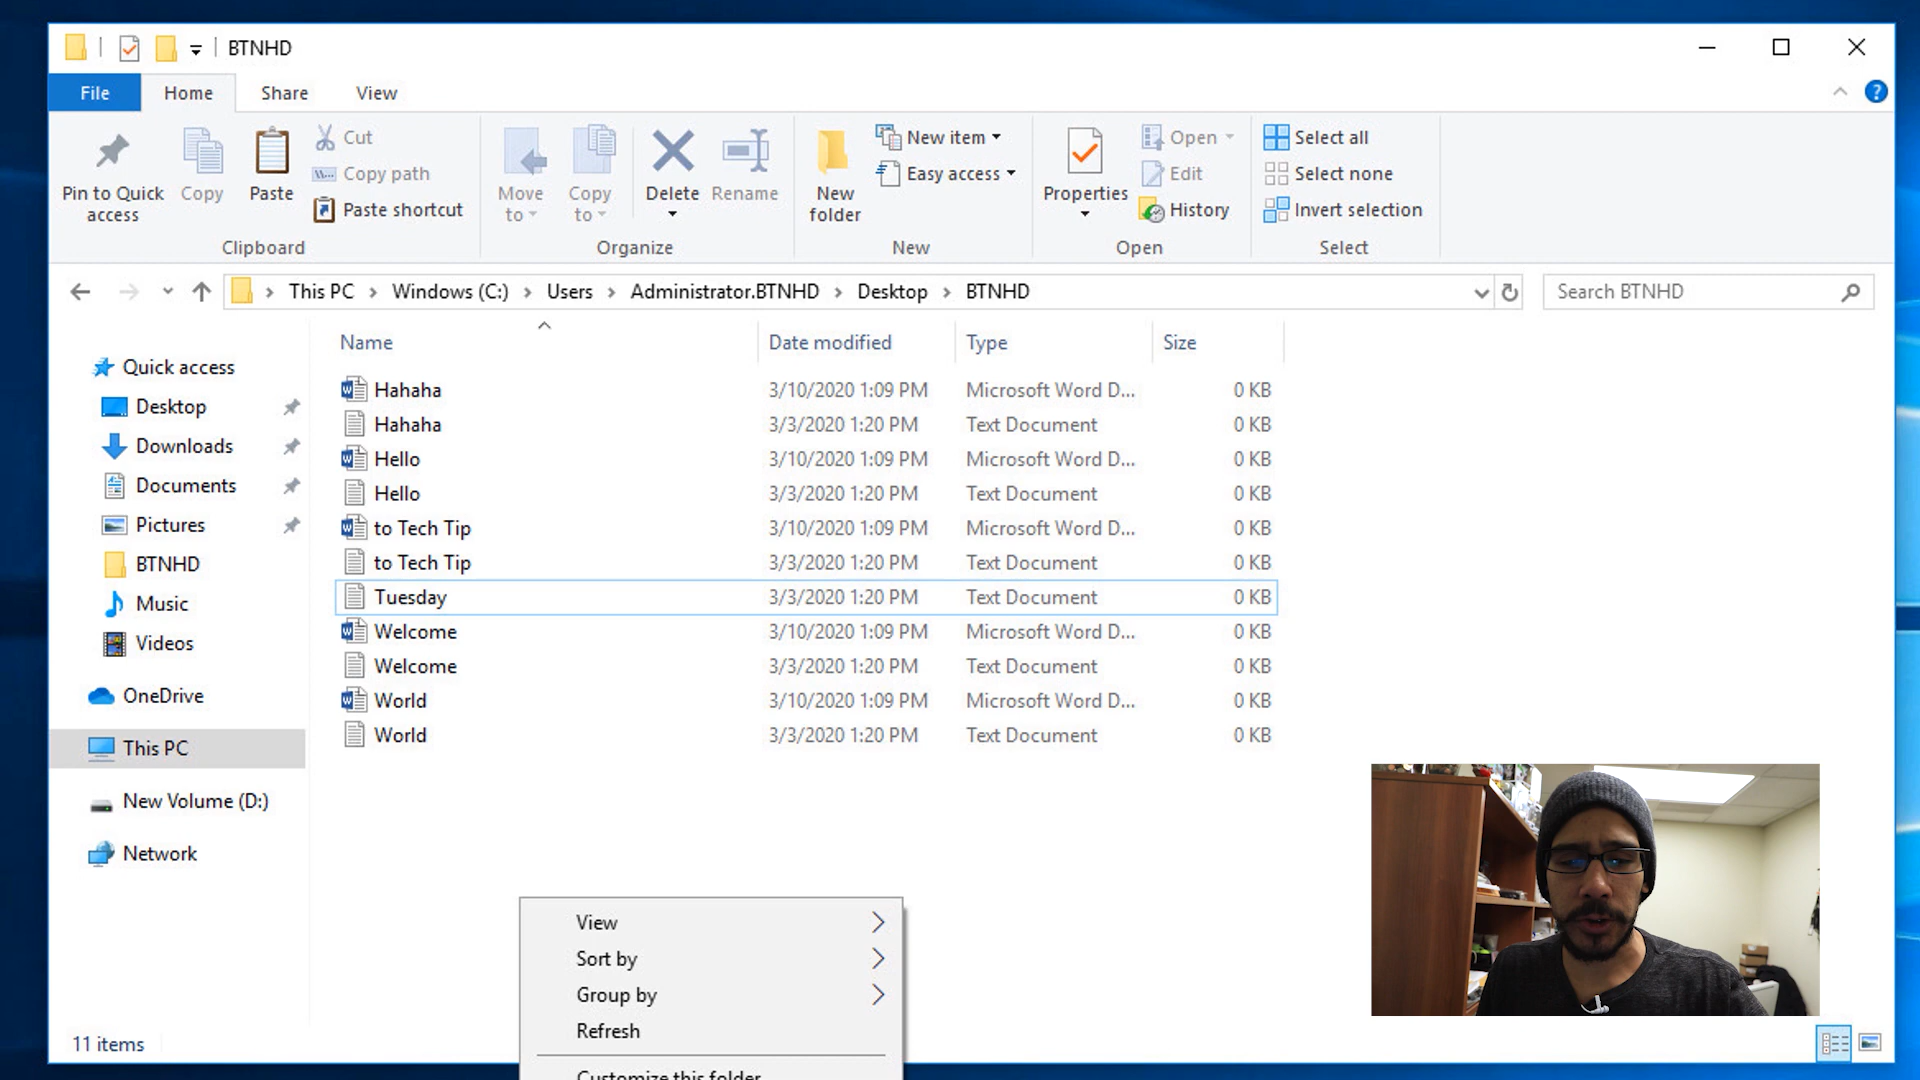 BTNHD
File Home Share View
Pin to Quick access
Copy
Paste
Cut
Copy path
Paste shortcut
Clipboard
Move to
Copy to
Delete
Rename
Organize
New folder
New item
Easy access
New
Properties
Open
Edit
History
Open
Select all
Select none
Invert selection
Select
This PC > Windows (C:) > Users > Administrator.BTNHD > Desktop > BTNHD
Search BTNHD
Quick access
Desktop
Downloads
Documents
Pictures
BTNHD
Music
Videos
OneDrive
This PC
New Volume (D:)
Network
Name Date modified Type Size
Hahaha 3/10/2020 1:09 PM Microsoft Word D... 0 KB
Hahaha 3/3/2020 1:20 PM Text Document 0 KB
Hello 3/10/2020 1:09 PM Microsoft Word D... 0 KB
Hello 3/3/2020 1:20 PM Text Document 0 KB
to Tech Tip 3/10/2020 1:09 PM Microsoft Word D... 0 KB
to Tech Tip 3/3/2020 1:20 PM Text Document 0 KB
Tuesday 3/3/2020 1:20 PM Text Document 0 KB
Welcome 3/10/2020 1:09 PM Microsoft Word D... 0 KB
Welcome 3/3/2020 1:20 PM Text Document 0 KB
World 3/10/2020 1:09 PM Microsoft Word D... 0 KB
World 3/3/2020 1:20 PM Text Document 0 KB
View
Sort by
Group by
Refresh
Customize this folder
11 items